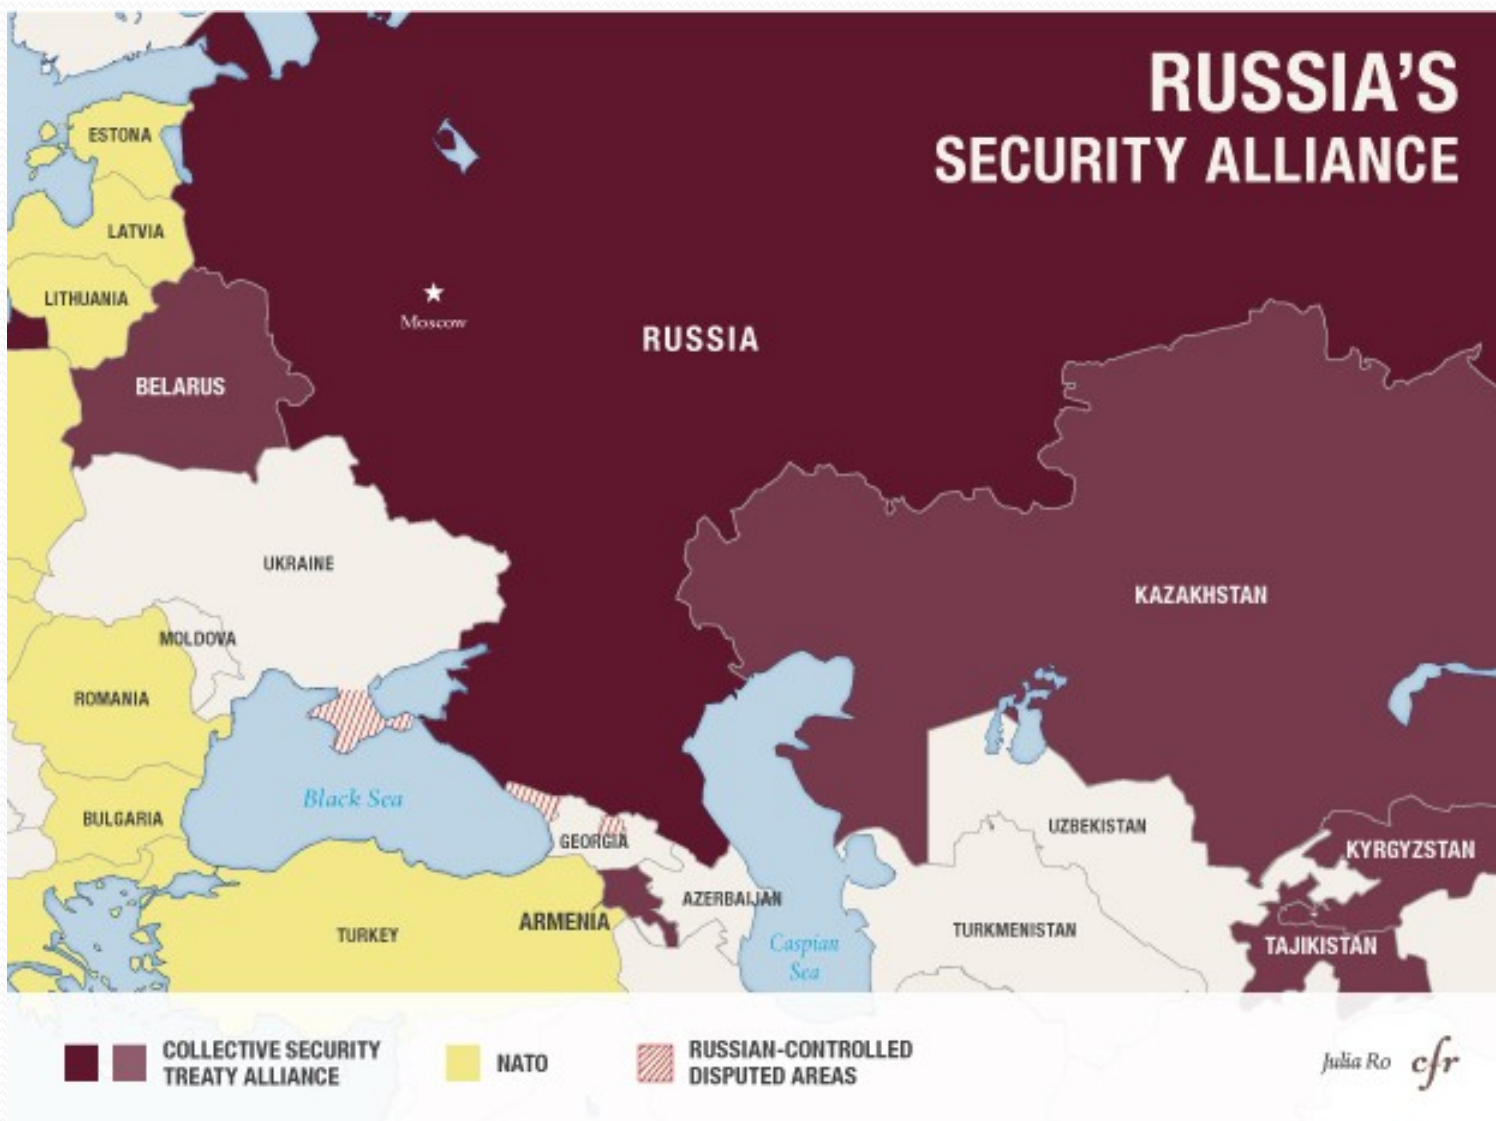 RUSSIA'S
SECURITY ALLIANCE
ESTONA
LATVIA
LITHUANIA
Moscow
RUSSIA
BELARUS
UKRAINE
KAZAKHSTAN
MOLDOVA
ROMANIA
Black Sea
BULGARIA
GEORGIA
UZBEKISTAN
KYRGYZSTAN
AZERBAIJAN
ARMENIA
TURKEY
TURKMENISTAN
Caspian
Sea
TAJIKISTAN
COLLECTIVE SECURITY
TREATY ALLIANCE
NATO
RUSSIAN-CONTROLLED
DISPUTED AREAS
Julia Ro
cfr